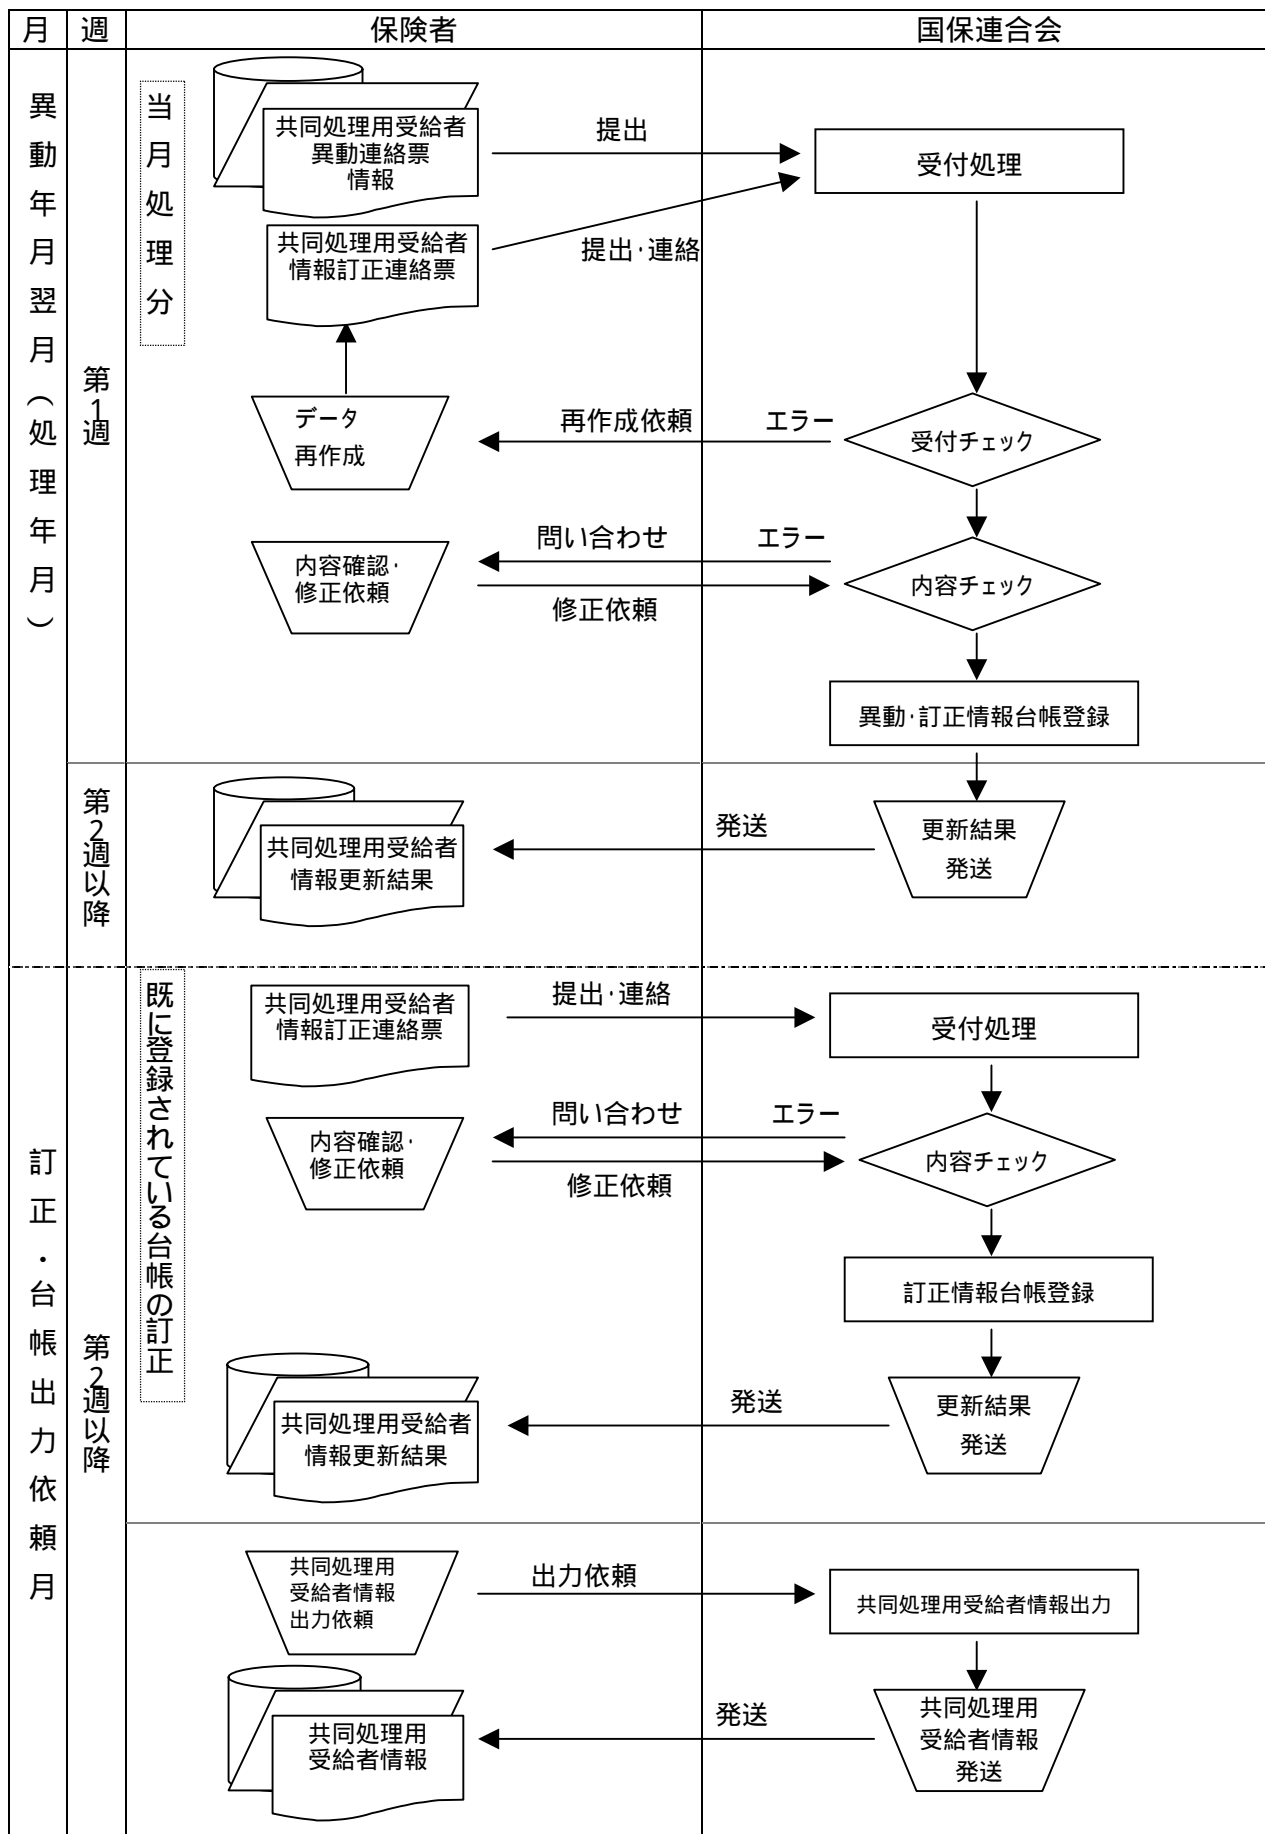 月
週
保険者
国保連合会
異動年月翌月(処理年月)
第1週
当月処理分
共同処理用受給者
異動連絡票
情報
提出
受付処理
共同処理用受給者
情報訂正連絡票
提出・連絡
データ
再作成
再作成依頼
エラー
受付チェック
内容確認・
修正依頼
問い合わせ
エラー
修正依頼
内容チェック
異動・訂正情報台帳登録
第2週以降
共同処理用受給者
情報更新結果
発送
更新結果
発送
訂正・台帳出力依頼月
第2週以降
既に登録されている台帳の訂正
共同処理用受給者
情報訂正連絡票
提出・連絡
受付処理
内容確認・
修正依頼
問い合わせ
エラー
修正依頼
内容チェック
訂正情報台帳登録
共同処理用受給者
情報更新結果
発送
更新結果
発送
共同処理用
受給者情報
出力依頼
出力依頼
共同処理用受給者情報出力
共同処理用
受給者情報
発送
共同処理用
受給者情報
発送